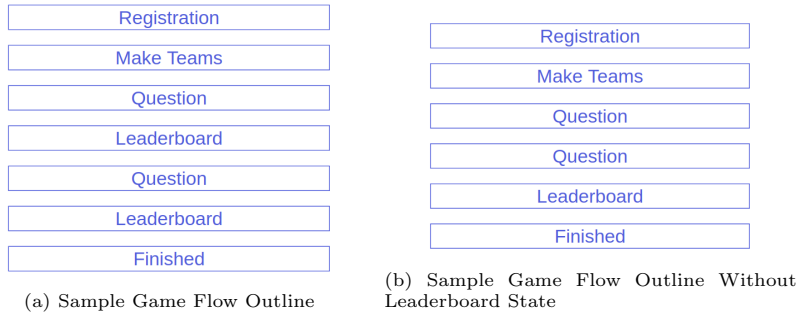 Registration
Make Teams
Question
Leaderboard
Question
Leaderboard
Finished
(a) Sample Game Flow Outline
Registration
Make Teams
Question
Question
Leaderboard
Finished
(b) Sample Game Flow Outline Without
Leaderboard State